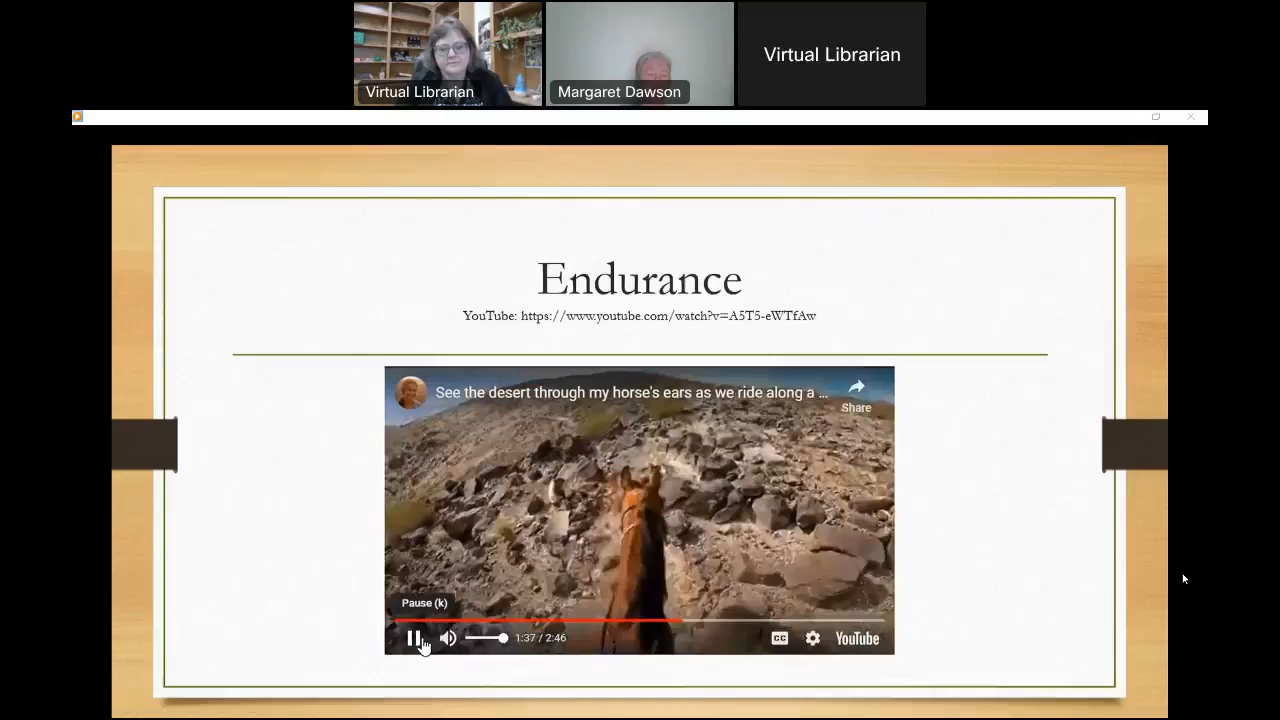 Virtual Librarian
Margaret Dawson
Virtual Librarian
Endurance
YouTube: https://www.youtube.com/watch?v=A5T5-eWTfAw
See the desert through my horse's ears as we ride along a ...
Share
Pause (k)
1:37 / 2:46
CC
YouTube